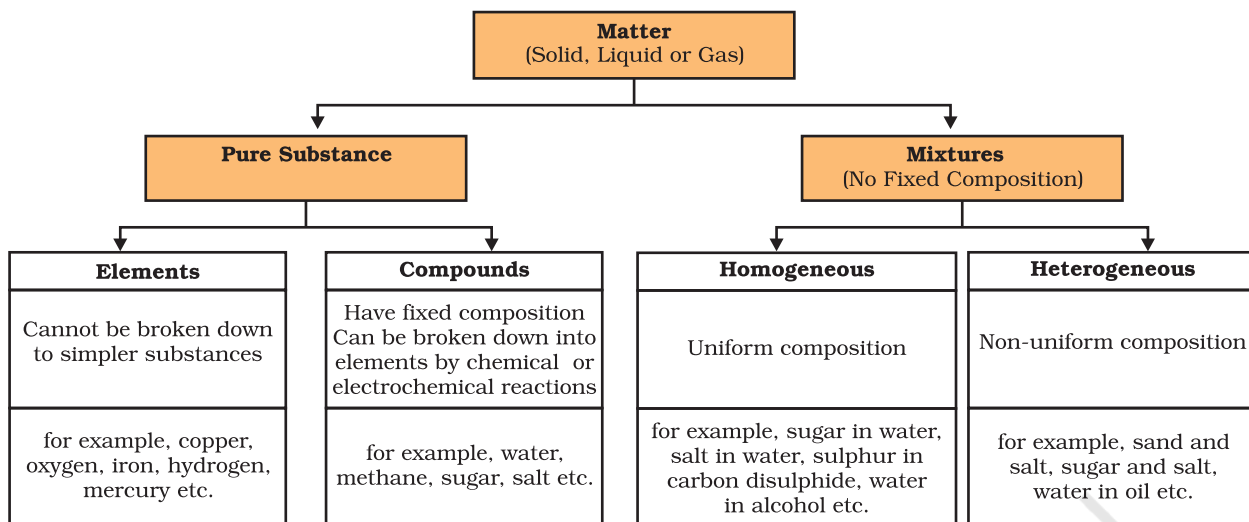 Matter
(Solid, Liquid or Gas)
Pure Substance
Mixtures
(No Fixed Composition)
Elements
Cannot be broken down
to simpler substances
for example, copper,
oxygen, iron, hydrogen,
mercury etc.
Compounds
Have fixed composition
Can be broken down into
elements by chemical or
electrochemical reactions
for example, water,
methane, sugar, salt etc.
Homogeneous
Uniform composition
for example, sugar in water,
salt in water, sulphur in
carbon disulphide, water
in alcohol etc.
Heterogeneous
Non-uniform composition
for example, sand and
salt, sugar and salt,
water in oil etc.